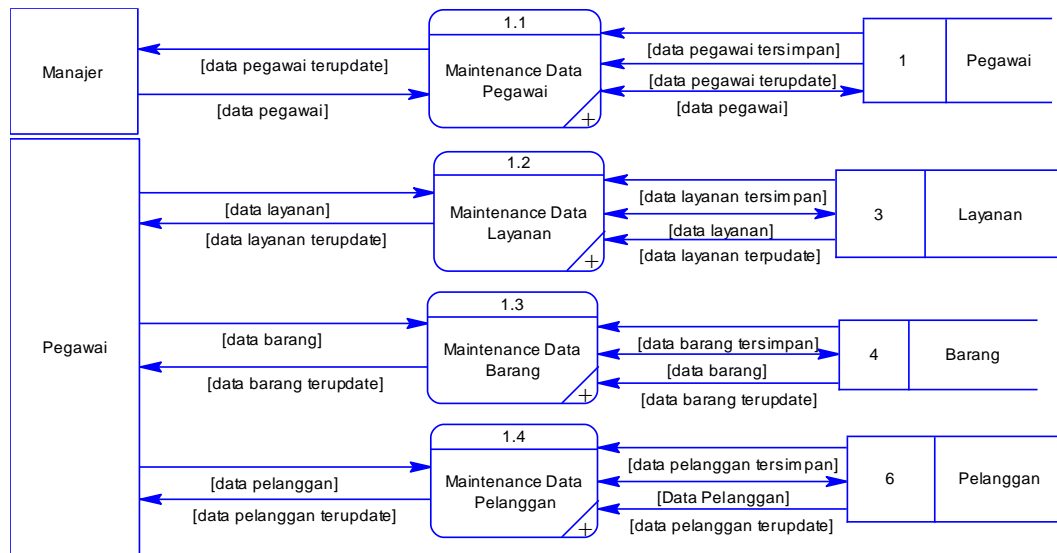 1.1
Manajer
[data pegawai terupdate]
[data pegawai]
Maintenance Data
Pegawai
[data pegawai tersimpan]
[data pegawai terupdate]
[data pegawai]
1
Pegawai
Pegawai
1.2
[data layanan]
[data layanan terupdate]
Maintenance Data
Layanan
[data layanan tersimpan]
[data layanan]
[data layanan terpudate]
3
Layanan
1.3
[data barang]
[data barang terupdate]
Maintenance Data
Barang
[data barang tersimpan]
[data barang]
[data barang terupdate]
4
Barang
1.4
[data pelanggan]
[data pelanggan terupdate]
Maintenance Data
Pelanggan
[data pelanggan tersimpan]
[Data Pelanggan]
[data pelanggan terupdate]
6
Pelanggan